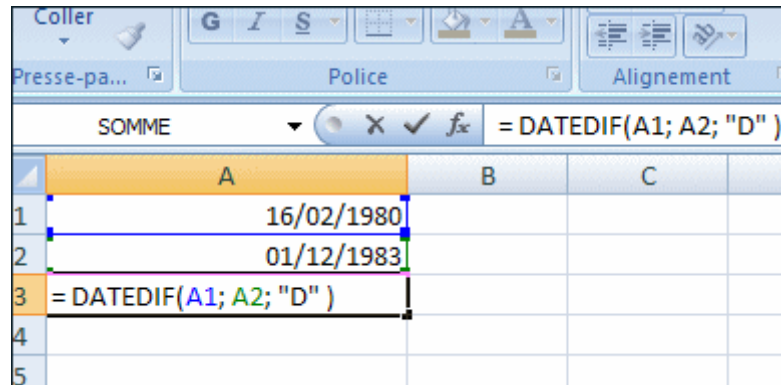 Coller
G I S A
Presse-pa... Police Alignement
SOMME fx = DATEDIF(A1; A2; "D" )
A B C
1 16/02/1980
2 01/12/1983
3 = DATEDIF(A1; A2; "D" )
4
5